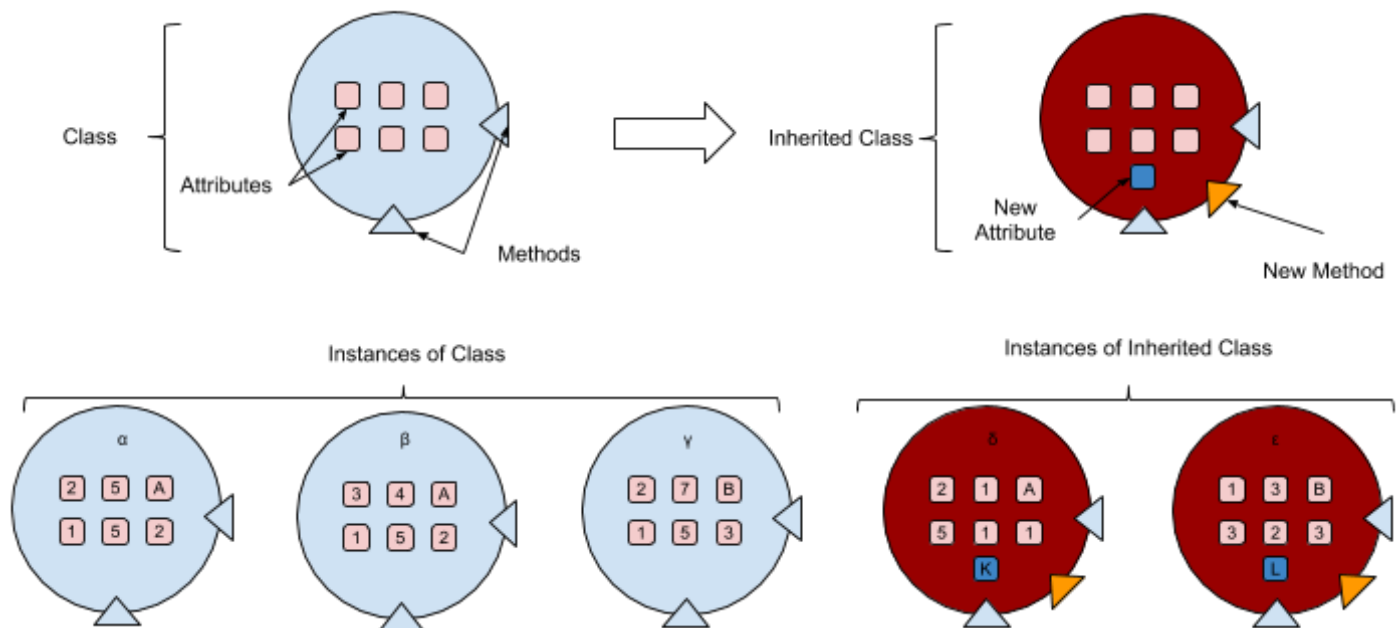 Class
Attributes
Methods
Inherited Class
New
Attribute
New Method
Instances of Class
Instances of Inherited Class
α
2 5 A
1 5 2
β
3 4 A
1 5 2
γ
2 7 B
1 5 3
δ
2 1 A
5 1 1
K
ε
1 3 B
3 2 3
L